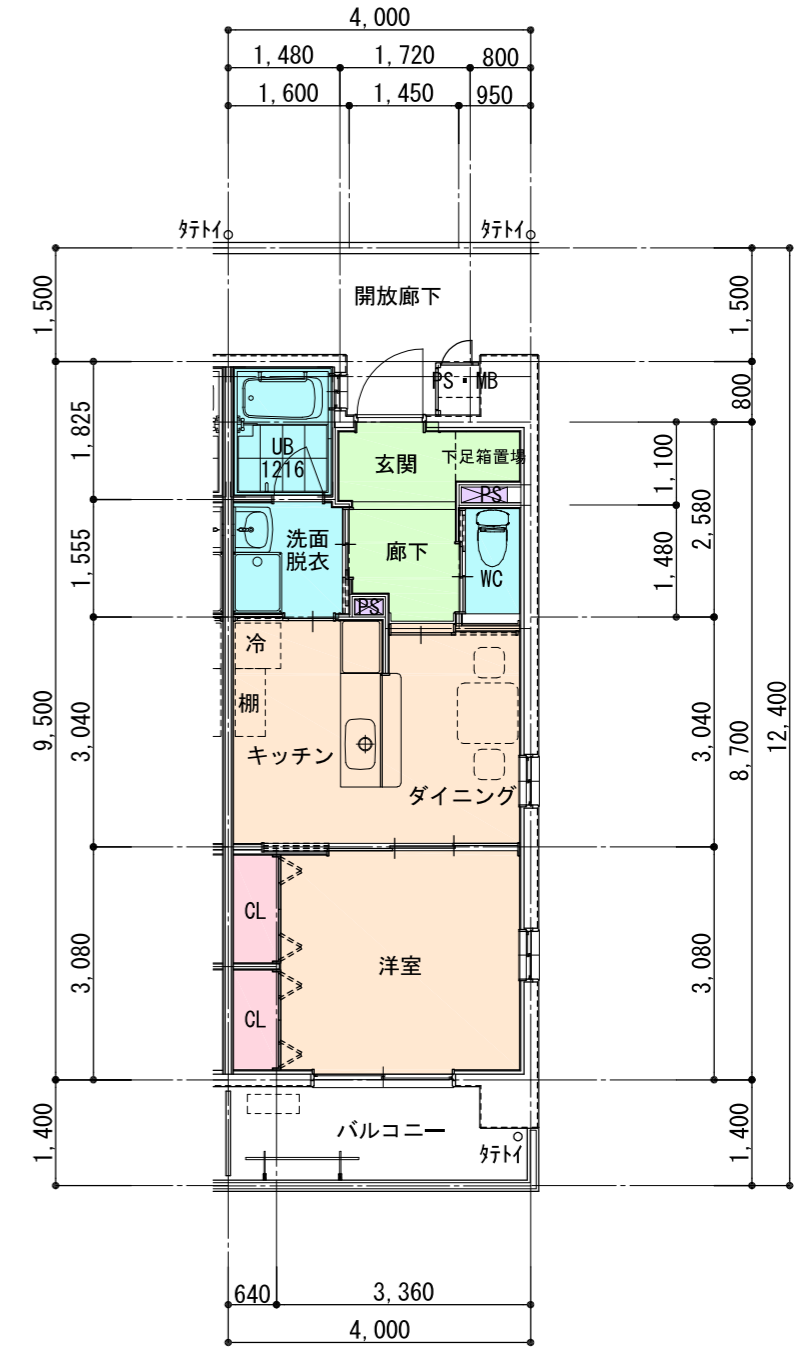 4,000
1,480 1,720 800
1,600 1,450 950
ﾀﾃﾄｲ ﾀﾃﾄｲ
開放廊下
1,500
1,500
PS・MB
800
UB
1216
玄関
下足箱置場
1,825
1,100
PS
2,580
洗面
脱衣
廊下
WC
1,555
1,480
PS
冷
棚
キッチン
ダイニング
9,500
3,040
3,040
8,700
12,400
CL
洋室
CL
3,080
3,080
バルコニー
ﾀﾃﾄｲ
1,400
1,400
640 3,360
4,000